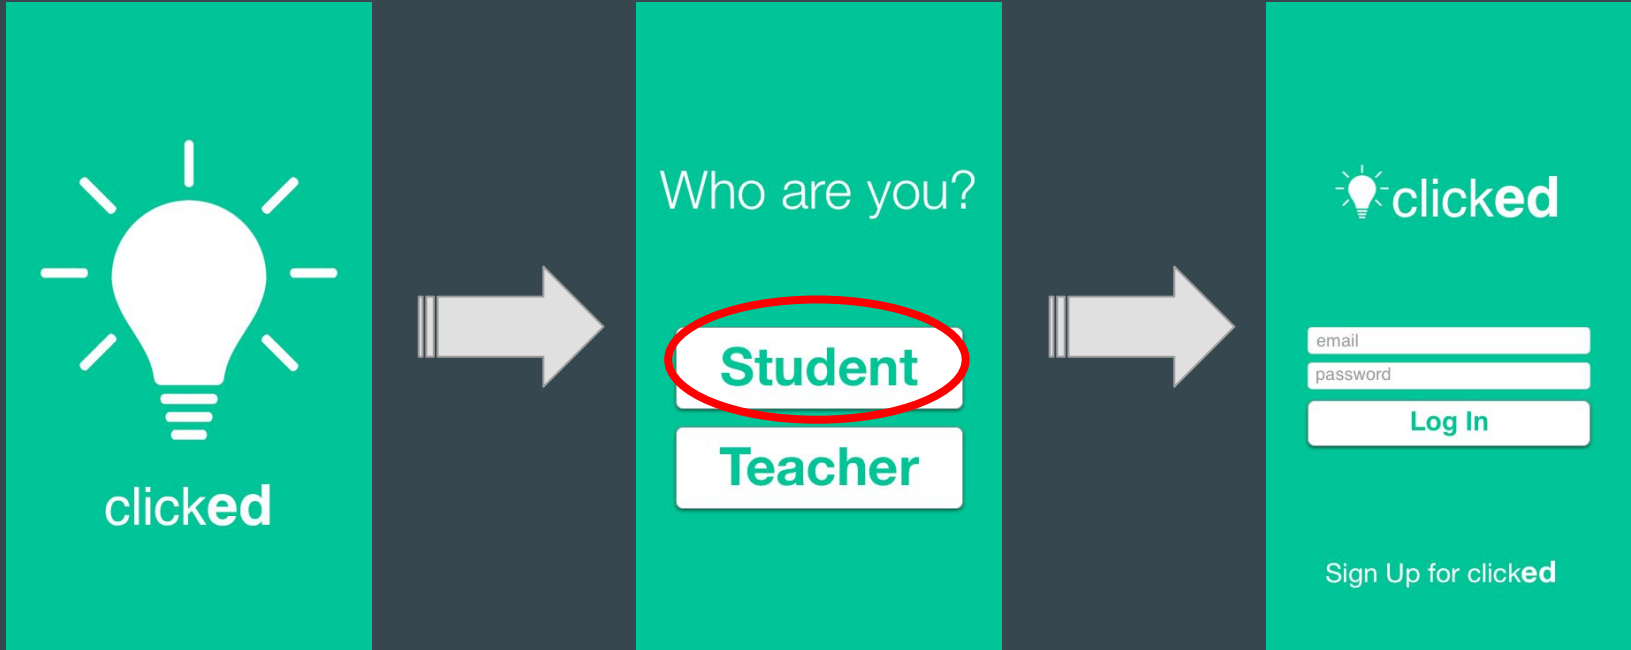 clicked
Who are you?
Student
Teacher
clicked
email
password
Log In
Sign Up for clicked